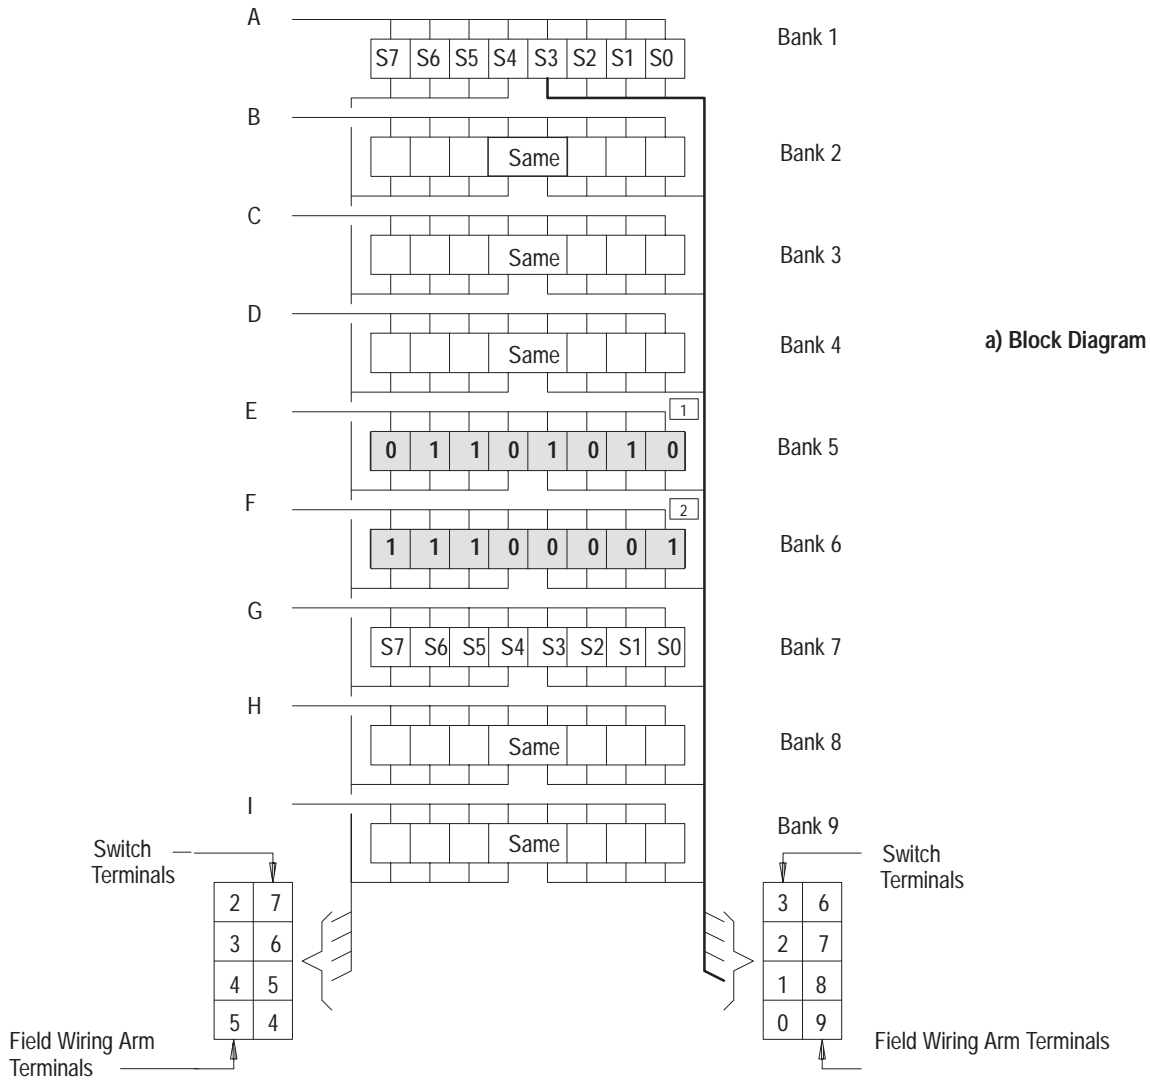 A
Bank 1
S7 S6 S5 S4 S3 S2 S1 S0
B
Same
Bank 2
C
Same
Bank 3
D
Same
Bank 4
a) Block Diagram
E
1
0 1 1 0 1 0 1 0
Bank 5
F
2
1 1 1 0 0 0 0 1
Bank 6
G
S7 S6 S5 S4 S3 S2 S1 S0
Bank 7
H
Same
Bank 8
I
Same
Bank 9
Switch
Terminals
2 7
3 6
4 5
5 4
Field Wiring Arm
Terminals
Switch
Terminals
3 6
2 7
1 8
0 9
Field Wiring Arm Terminals